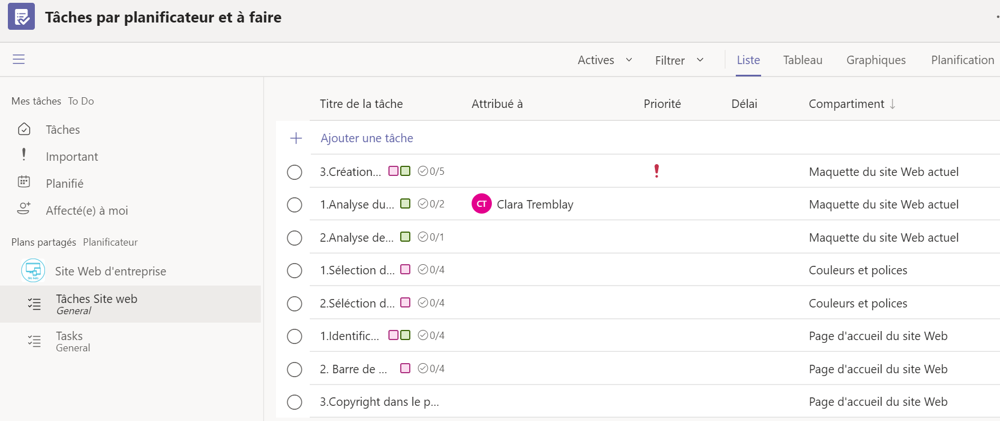 Tâches par planificateur et à faire
Actives Filtrer Liste Tableau Graphiques Planification
Mes tâches To Do
Tâches
Important
Planifié
Affecté(e) à moi
Plans partagés Planificateur
Site Web d'entreprise
Tâches Site web
General
Tasks
General
Titre de la tâche Attribué à Priorité Délai Compartiment
Ajouter une tâche
3.Création... 0/5 Maquette du site Web actuel
1.Analyse du... 0/2 CT Clara Tremblay Maquette du site Web actuel
2.Analyse de... 0/1 Maquette du site Web actuel
1.Sélection d... 0/4 Couleurs et polices
2.Séléction d... 0/4 Couleurs et polices
1.Identific... 0/4 Page d'accueil du site Web
2. Barre de ... 0/4 Page d'accueil du site Web
3.Copyright dans le p... Page d'accueil du site Web